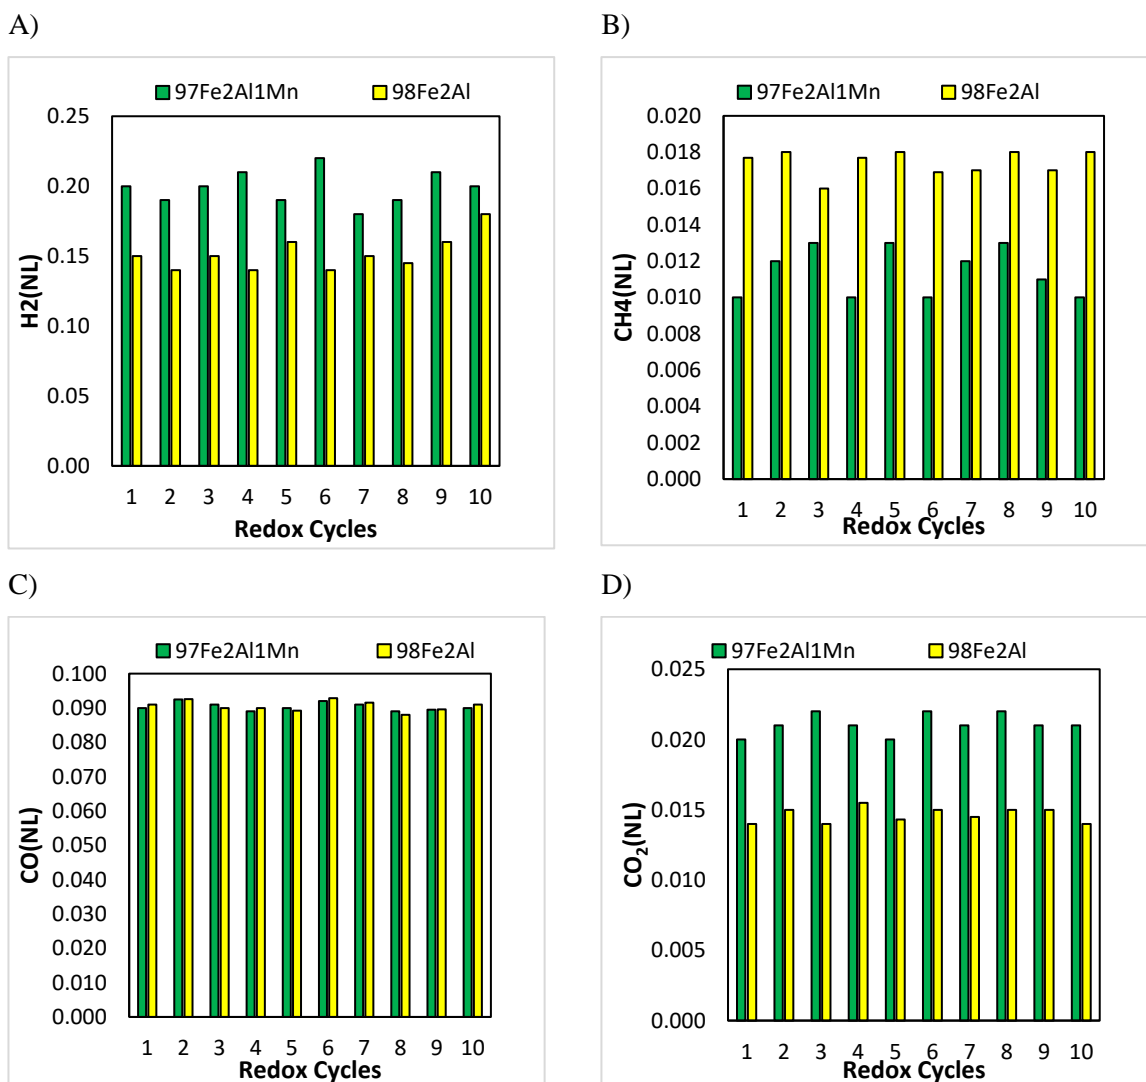 A)
97Fe2Al1Mn 98Fe2Al
0.25
0.20
0.15
0.10
0.05
0.00
H2(NL)
1 2 3 4 5 6 7 8 9 10
Redox Cycles
B)
97Fe2Al1Mn 98Fe2Al
0.020
0.018
0.016
0.014
0.012
0.010
0.008
0.006
0.004
0.002
0.000
CH4(NL)
1 2 3 4 5 6 7 8 9 10
Redox Cycles
C)
97Fe2Al1Mn 98Fe2Al
0.100
0.090
0.080
0.070
0.060
0.050
0.040
0.030
0.020
0.010
0.000
CO(NL)
1 2 3 4 5 6 7 8 9 10
Redox Cycles
D)
97Fe2Al1Mn 98Fe2Al
0.025
0.020
0.015
0.010
0.005
0.000
CO₂(NL)
1 2 3 4 5 6 7 8 9 10
Redox Cycles